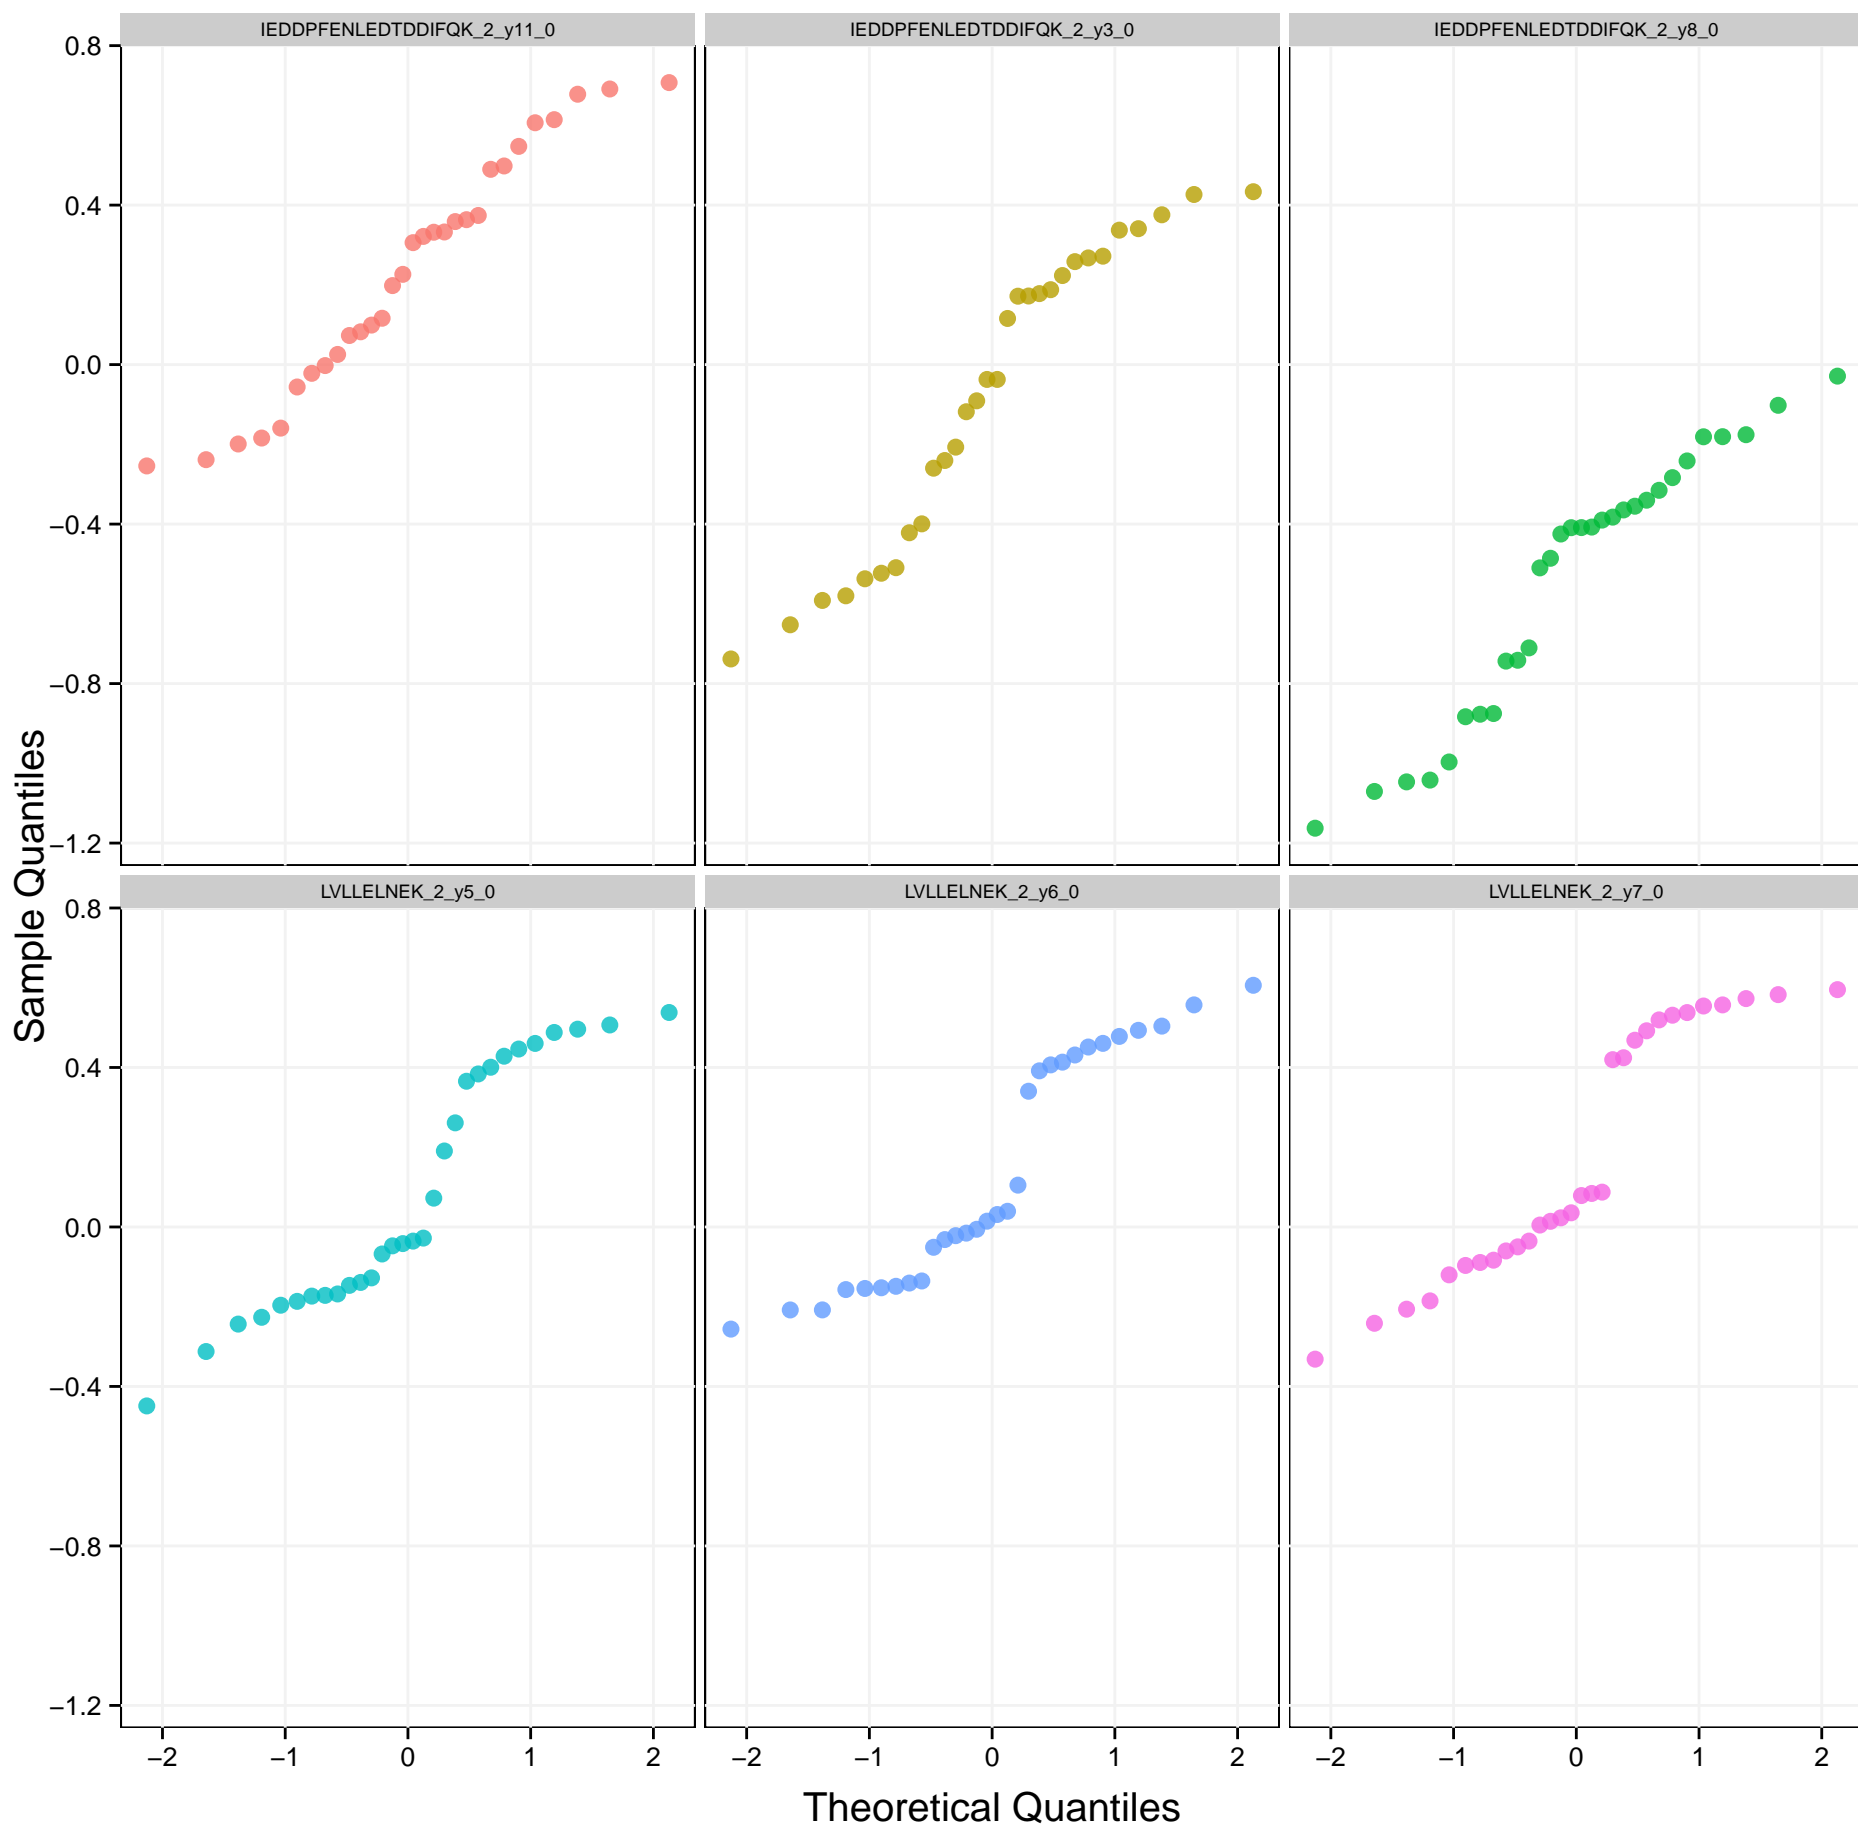 IEDDPFENLEDTDDIFQK_2_y11_0
IEDDPFENLEDTDDIFQK_2_y3_0
IEDDPFENLEDTDDIFQK_2_y8_0
0.8
0.4
0.0
−0.4
−0.8
−1.2
Sample Quantiles
LVLLELNEK_2_y5_0
LVLLELNEK_2_y6_0
LVLLELNEK_2_y7_0
0.8
0.4
0.0
−0.4
−0.8
−1.2
−2 −1 0 1 2
−2 −1 0 1 2
−2 −1 0 1 2
Theoretical Quantiles